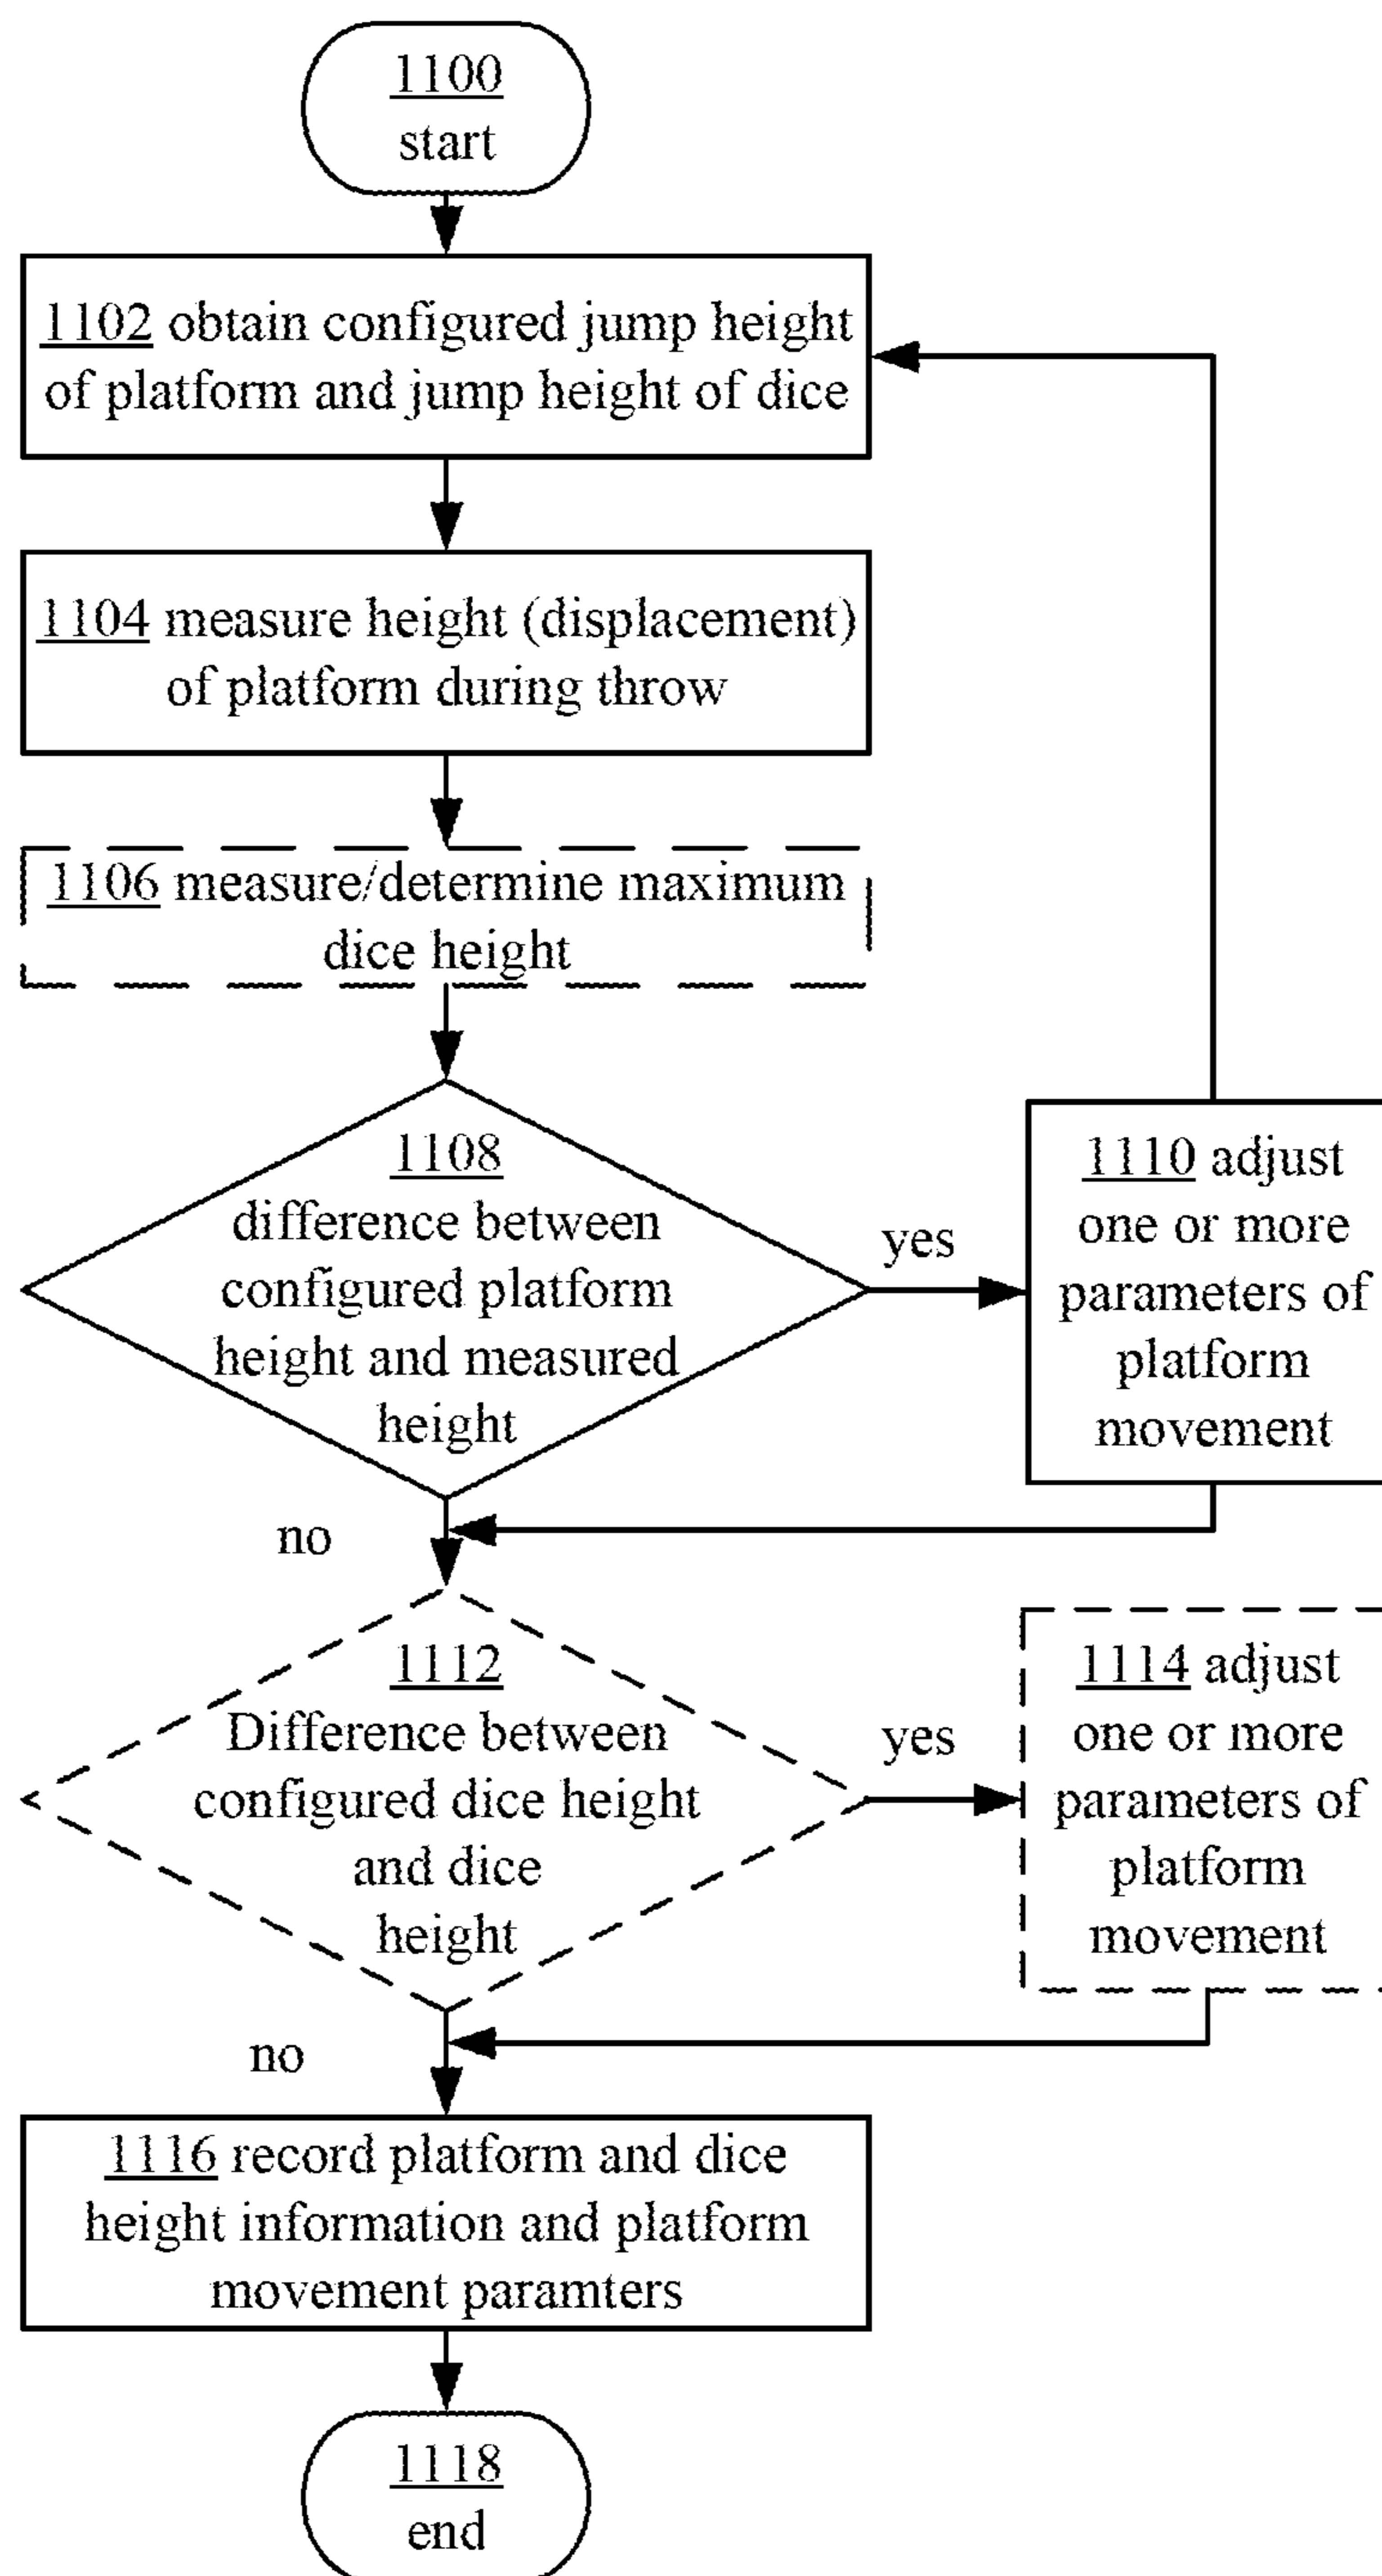 1100
start
1102 obtain configured jump height
of platform and jump height of dice
1104 measure height (displacement)
of platform during throw
1106 measure/determine maximum
dice height
1108
difference between
configured platform
height and measured
height
yes
1110 adjust
one or more
parameters of
platform
movement
no
1112
Difference between
configured dice height
and dice
height
yes
1114 adjust
one or more
parameters of
platform
movement
no
1116 record platform and dice
height information and platform
movement paramters
1118
end